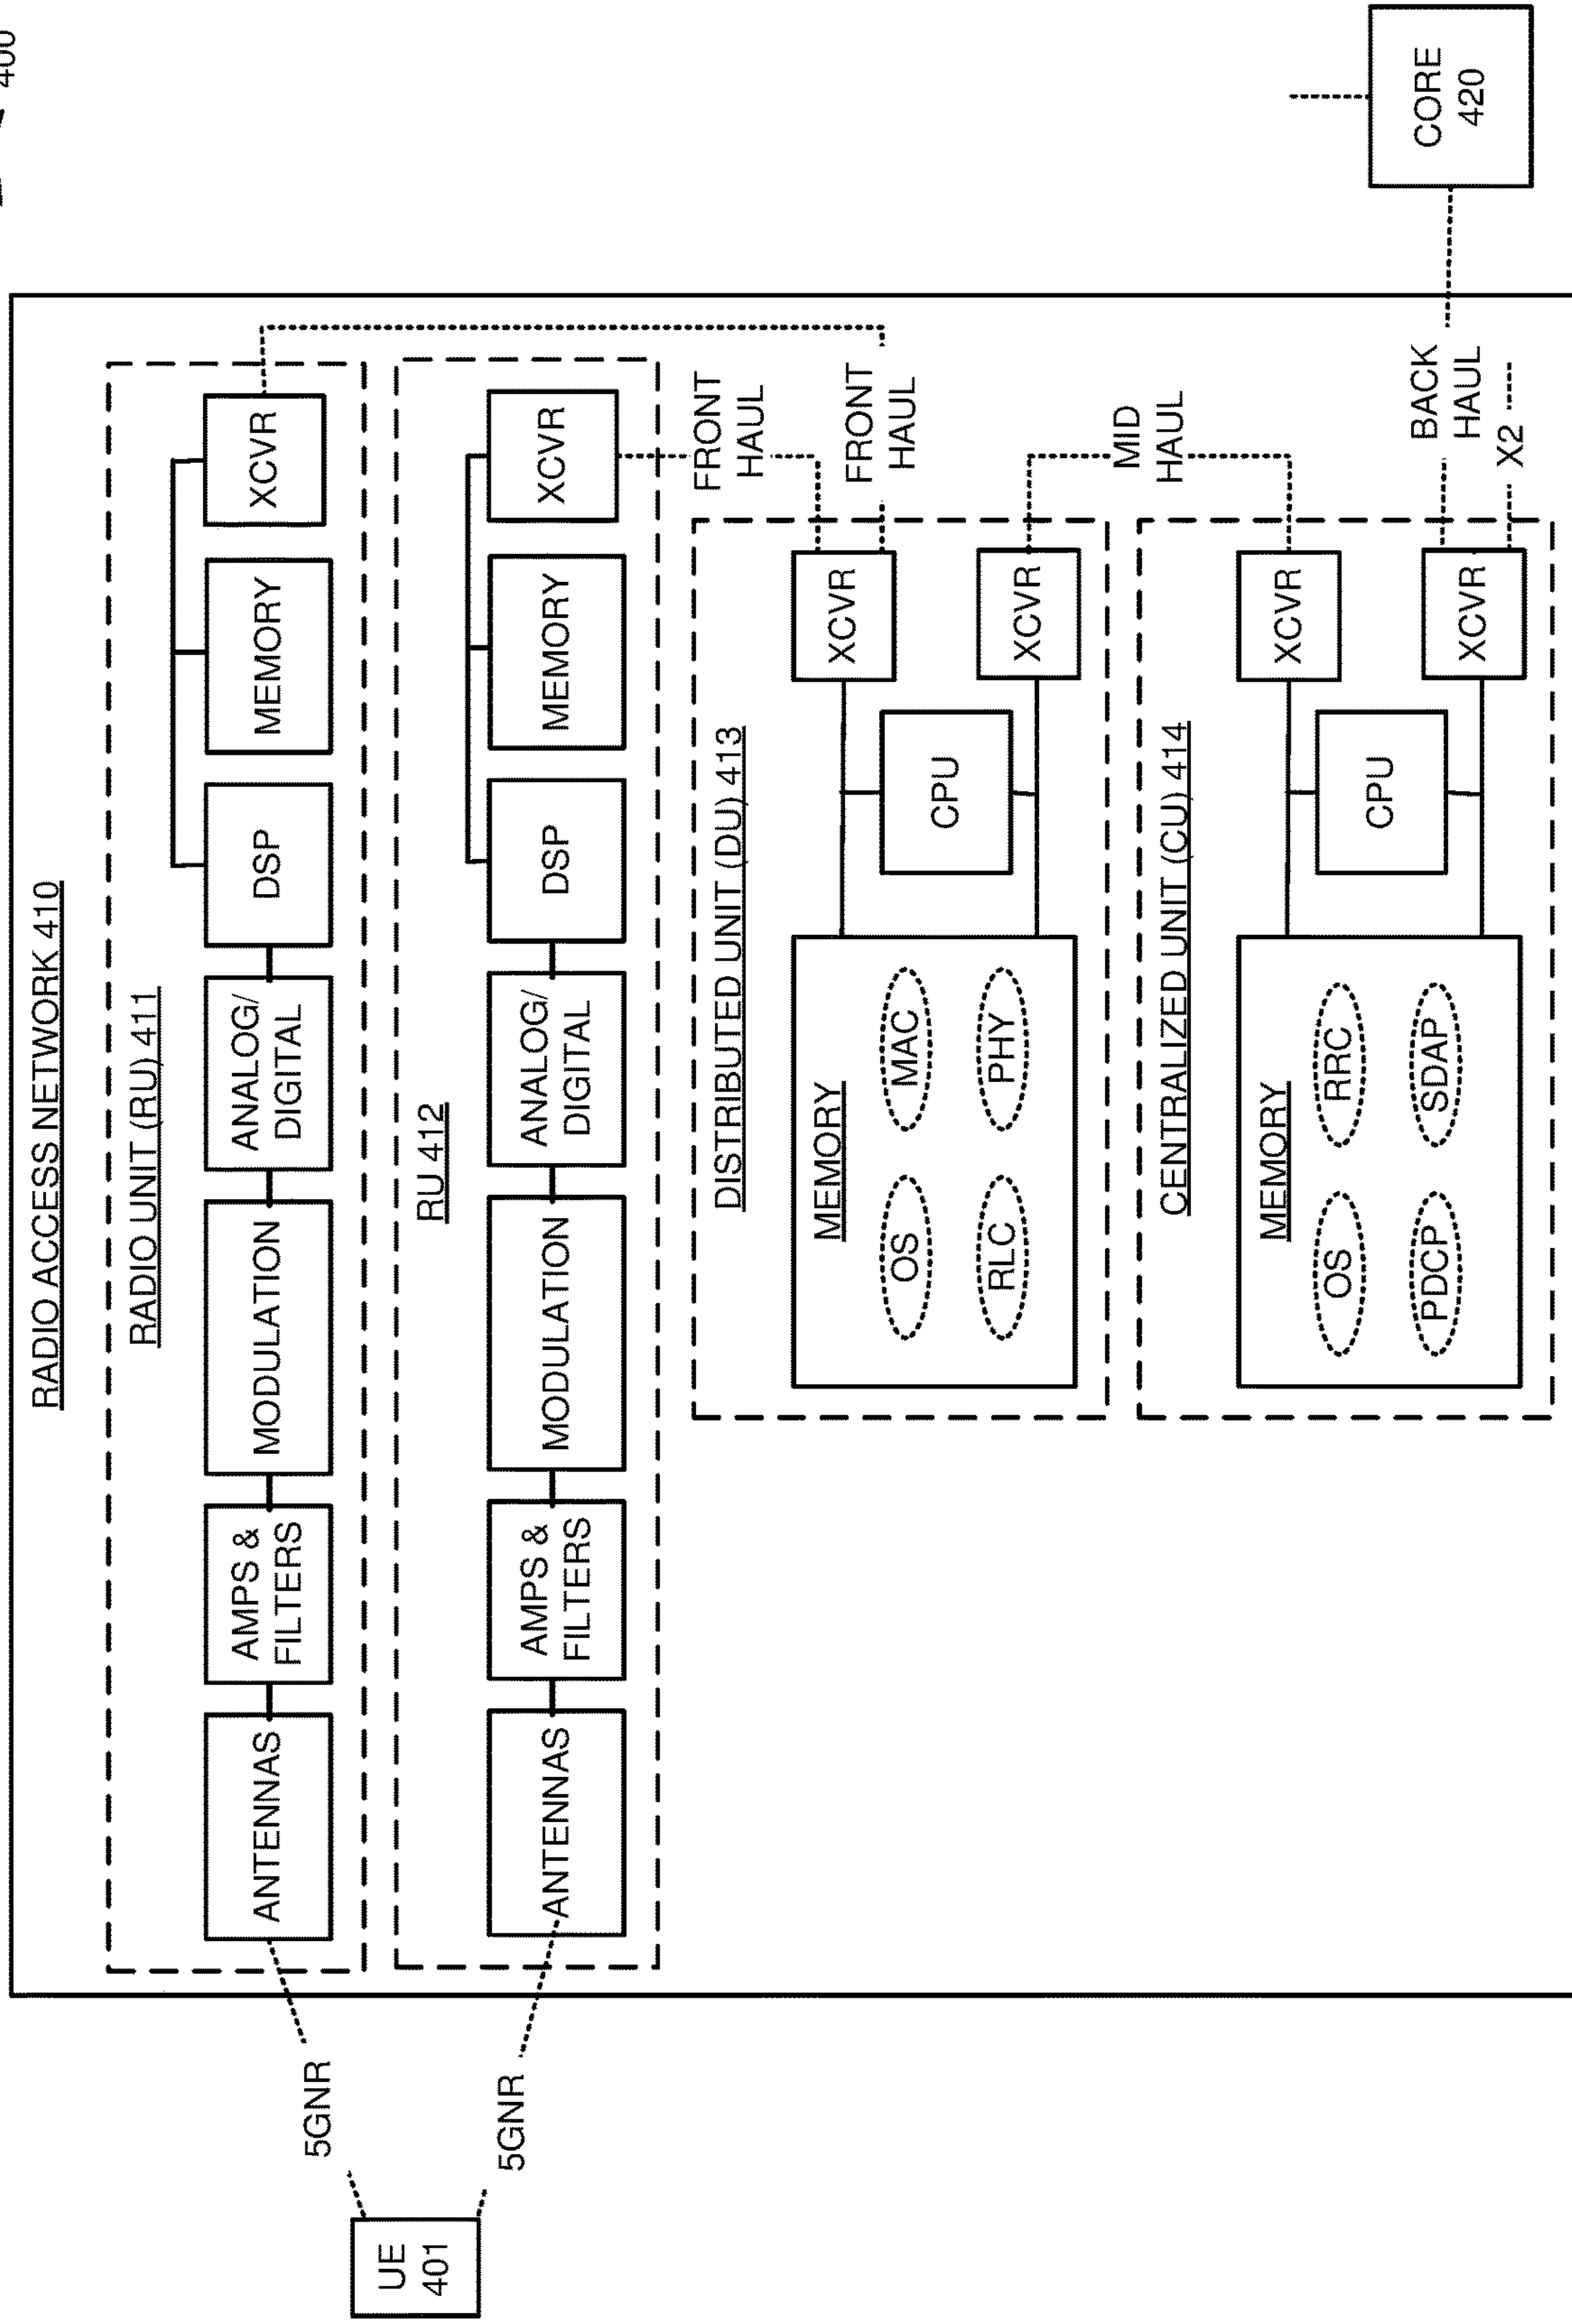 400
RADIO ACCESS NETWORK 410
RADIO UNIT (RU) 411
ANTENNAS
AMPS &
FILTERS
MODULATION
ANALOG/
DIGITAL
DSP
MEMORY
XCVR
5GNR
UE
401
5GNR
RU 412
ANTENNAS
AMPS &
FILTERS
MODULATION
ANALOG/
DIGITAL
DSP
MEMORY
XCVR
FRONT
HAUL
FRONT
HAUL
DISTRIBUTED UNIT (DU) 413
MEMORY
OS
MAC
RLC
PHY
CPU
XCVR
XCVR
MID
HAUL
CENTRALIZED UNIT (CU) 414
MEMORY
OS
RRC
PDCP
SDAP
CPU
XCVR
XCVR
BACK
HAUL
X2
CORE
420